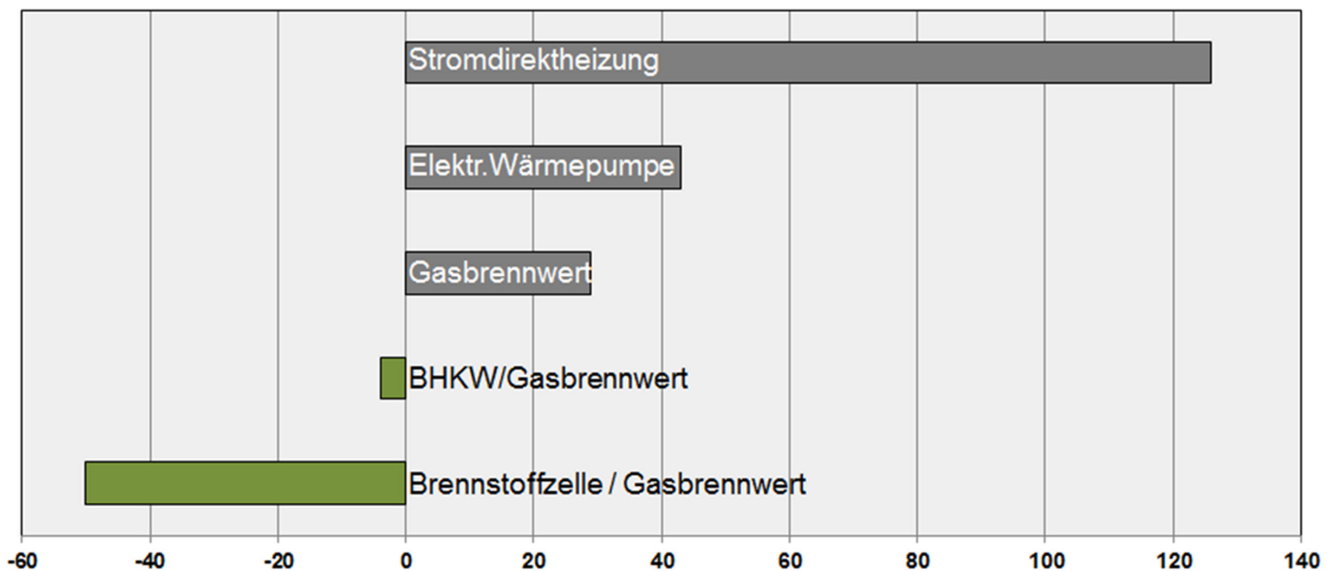 Stromdirektheizung
Elektr.Wärmepumpe
Gasbrennwert
BHKW/Gasbrennwert
Brennstoffzelle / Gasbrennwert
-60 -40 -20 0 20 40 60 80 100 120 140